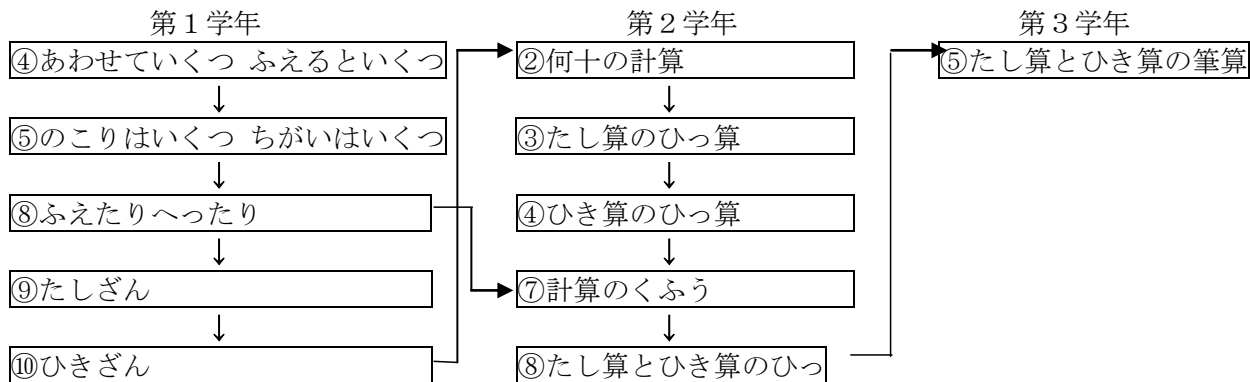 第１学年
第２学年
第３学年
④あわせていくつ ふえるといくつ
②何十の計算
⑤たし算とひき算の筆算
⑤のこりはいくつ ちがいはいくつ
③たし算のひっ算
⑧ふえたりへったり
④ひき算のひっ算
⑨たしざん
⑦計算のくふう
⑩ひきざん
⑧たし算とひき算のひっ